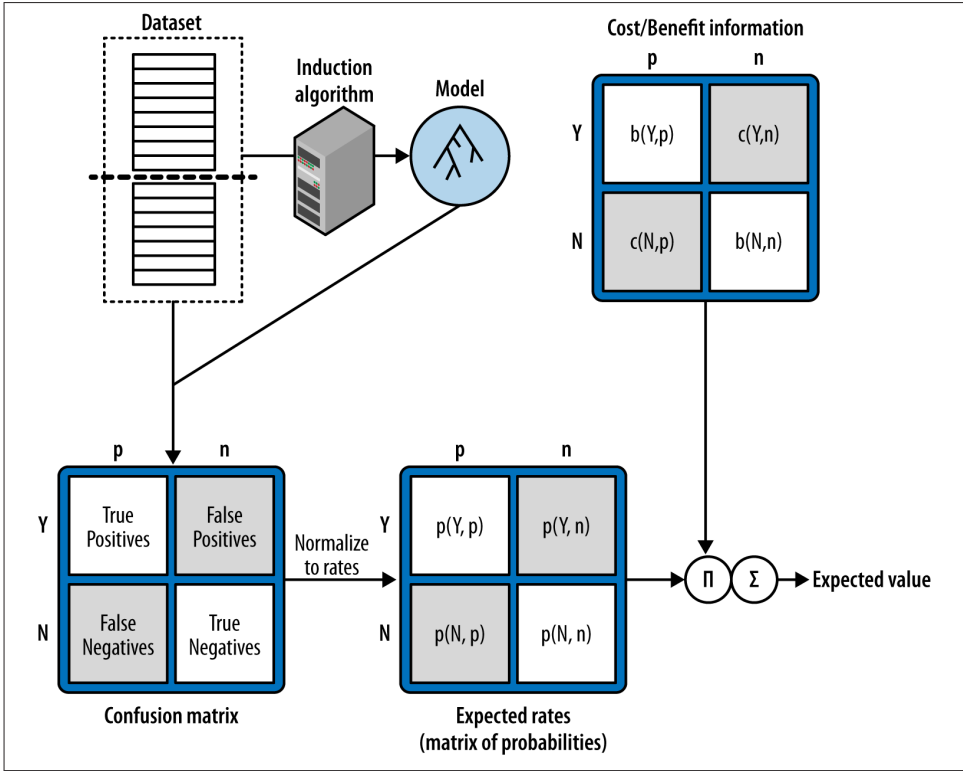 Dataset
Induction
algorithm
Model
Cost/Benefit information
p n
Y b(Y,p) c(Y,n)
N c(N,p) b(N,n)
p n
Y True
Positives False
Positives
N False
Negatives True
Negatives
Confusion matrix
Normalize
to rates
p n
Y p(Y, p) p(Y, n)
N p(N, p) p(N, n)
Expected rates
(matrix of probabilities)
Π Σ Expected value